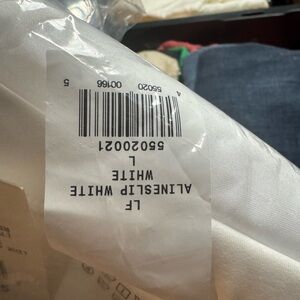 LF
ALINESLIP WHITE
WHITE
L
55020021
4 55020 00166 5